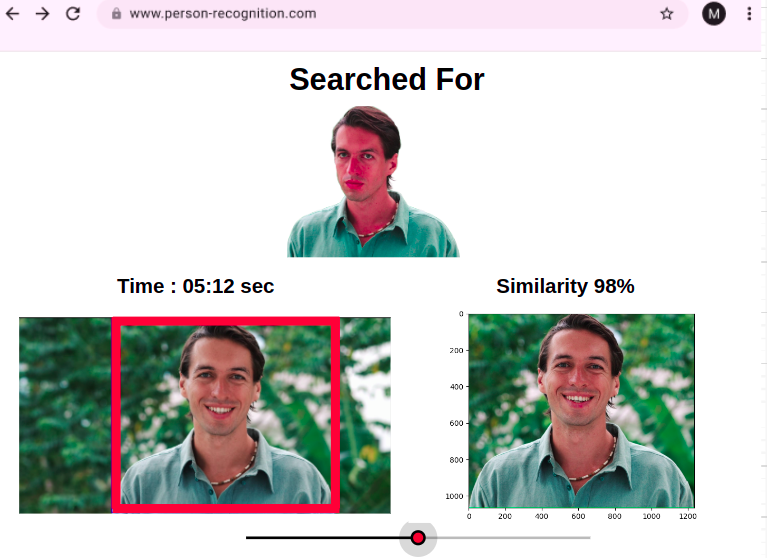 www.person-recognition.com
M
Searched For
Time : 05:12 sec
Similarity 98%
0
200
400
600
800
1000
0 200 400 600 800 1000 1200